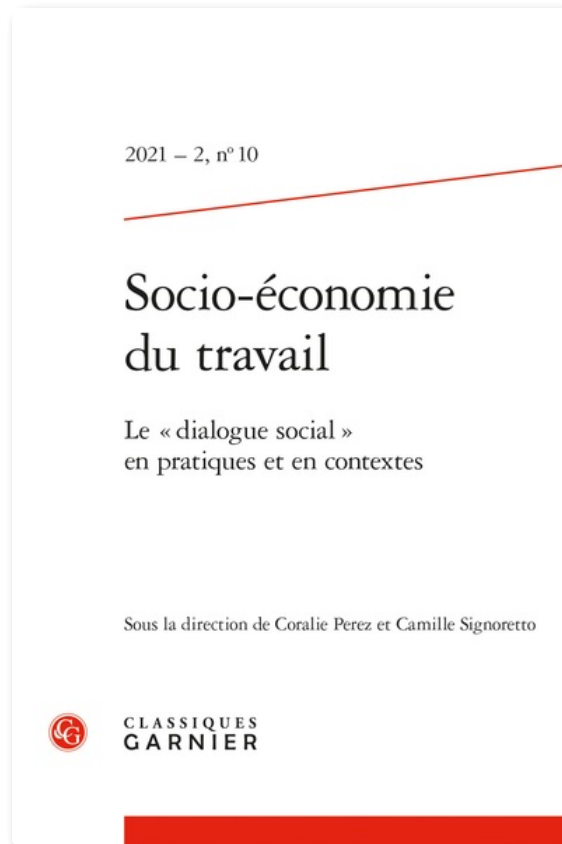 2021 – 2, nº 10
Socio-économie
du travail
Le « dialogue social »
en pratiques et en contextes
Sous la direction de Coralie Perez et Camille Signoretto
CG
CLASSIQUES
GARNIER